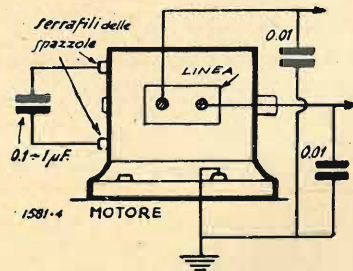 serrafili delle
spazzole
0.01
LINEA
0.1÷1µF.
0.01
1581-4
MOTORE